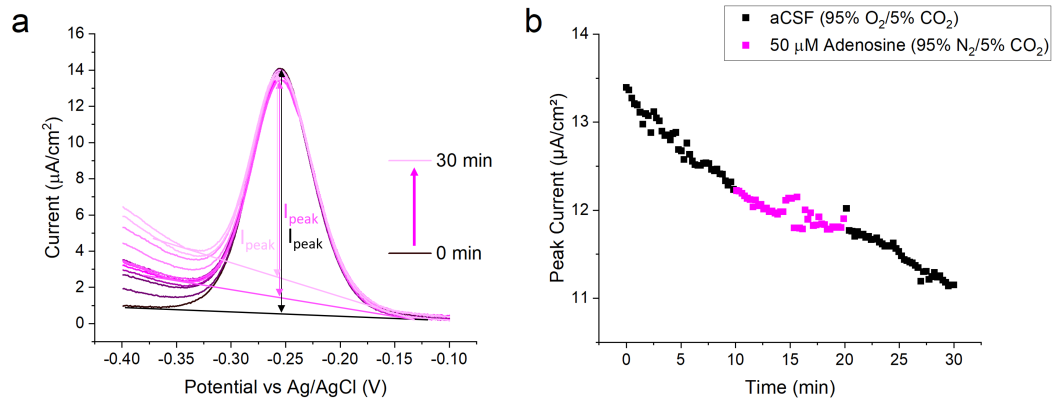 a
Current (μA/cm²)
16
14
12
10
8
6
4
2
0
30 min
0 min
Ipeak
Ipeak
Ipeak
-0.40
-0.35
-0.30
-0.25
-0.20
-0.15
-0.10
Potential vs Ag/AgCl (V)
b
aCSF (95% O₂/5% CO₂)
50 μM Adenosine (95% N₂/5% CO₂)
Peak Current (μA/cm²)
14
13
12
11
0
5
10
15
20
25
30
Time (min)